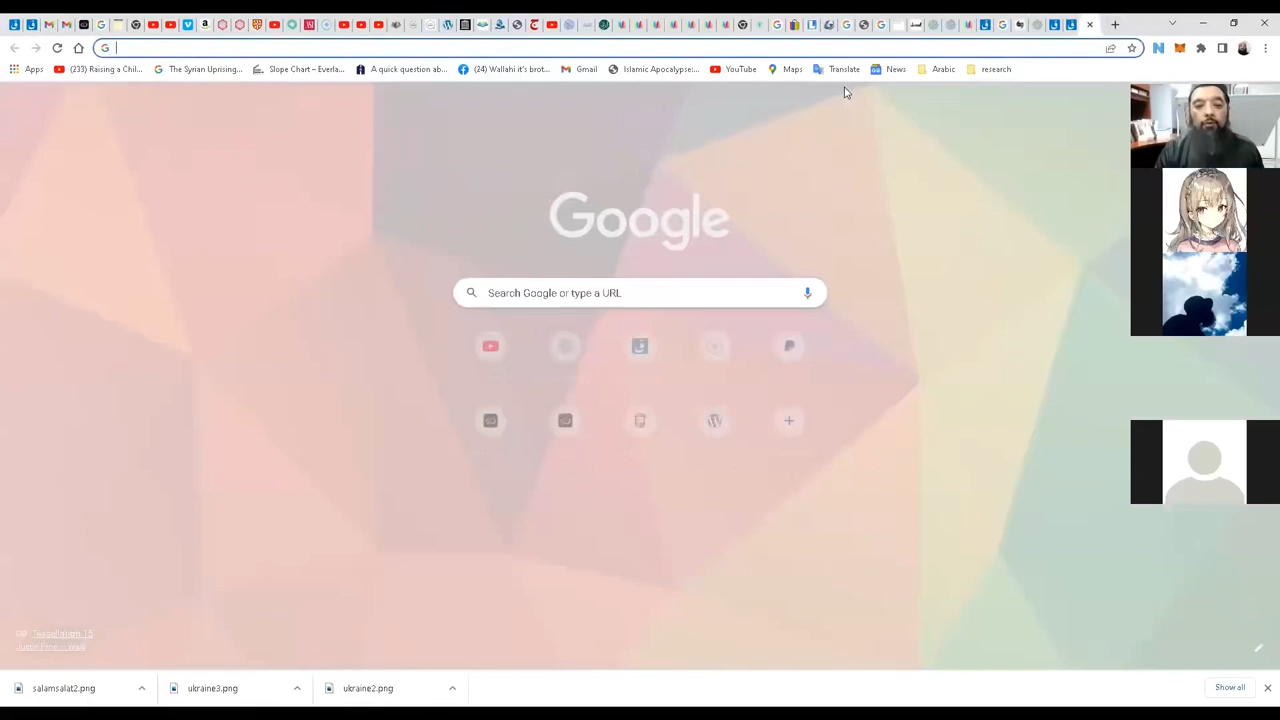 Apps
(233) Raising a Chil...
The Syrian Uprising...
Slope Chart – Everla...
A quick question ab...
(24) Wallahi it's brot...
Gmail
Islamic Apocalypse:...
YouTube
Maps
Translate
News
Arabic
research
Google
Search Google or type a URL
Tessellation 15
salamsalat2.png
ukraine3.png
ukraine2.png
Show all